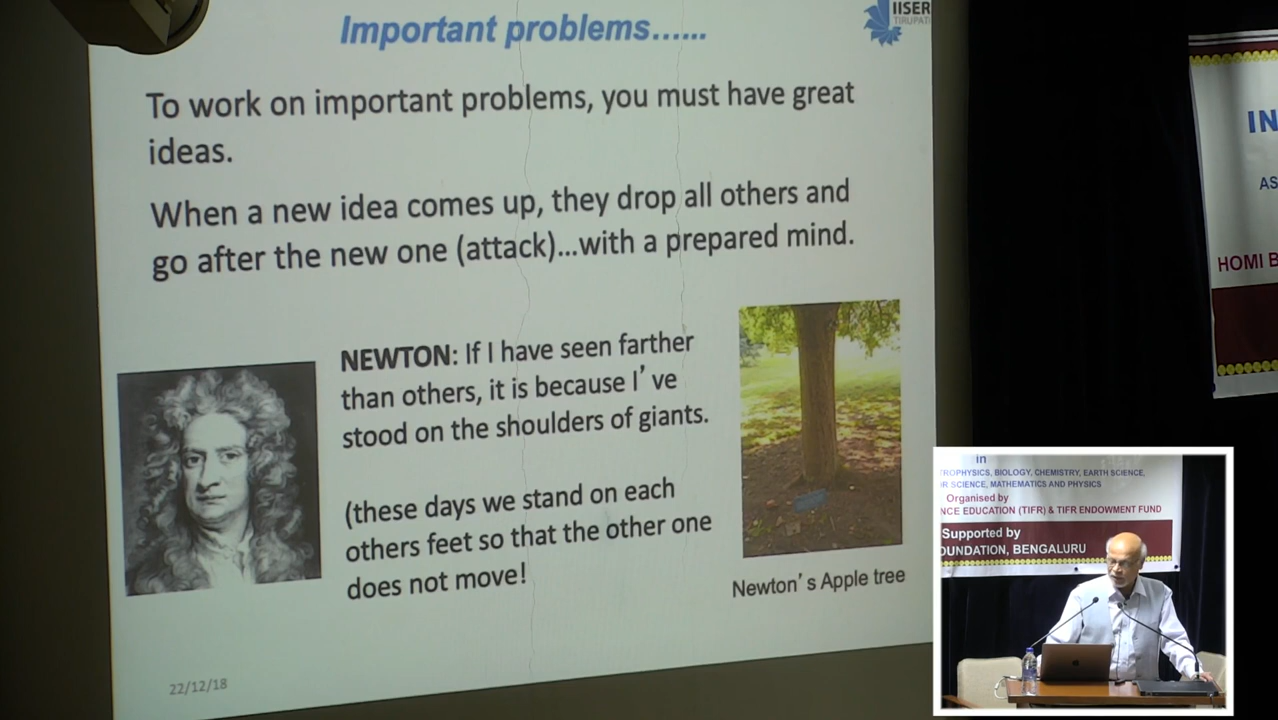 Important problems......
IISER
TIRUPATI
To work on important problems, you must have great
ideas.
When a new idea comes up, they drop all others and
go after the new one (attack)...with a prepared mind.
NEWTON: If I have seen farther
than others, it is because I've
stood on the shoulders of giants.
(these days we stand on each
others feet so that the other one
does not move!
Newton's Apple tree
22/12/18
IN
AS
HOMI B
in
TROPHYSICS, BIOLOGY, CHEMISTRY, EARTH SCIENCE,
R SCIENCE, MATHEMATICS AND PHYSICS
Organised by
NCE EDUCATION (TIFR) & TIFR ENDOWMENT FUND
Supported by
OUNDATION, BENGALURU